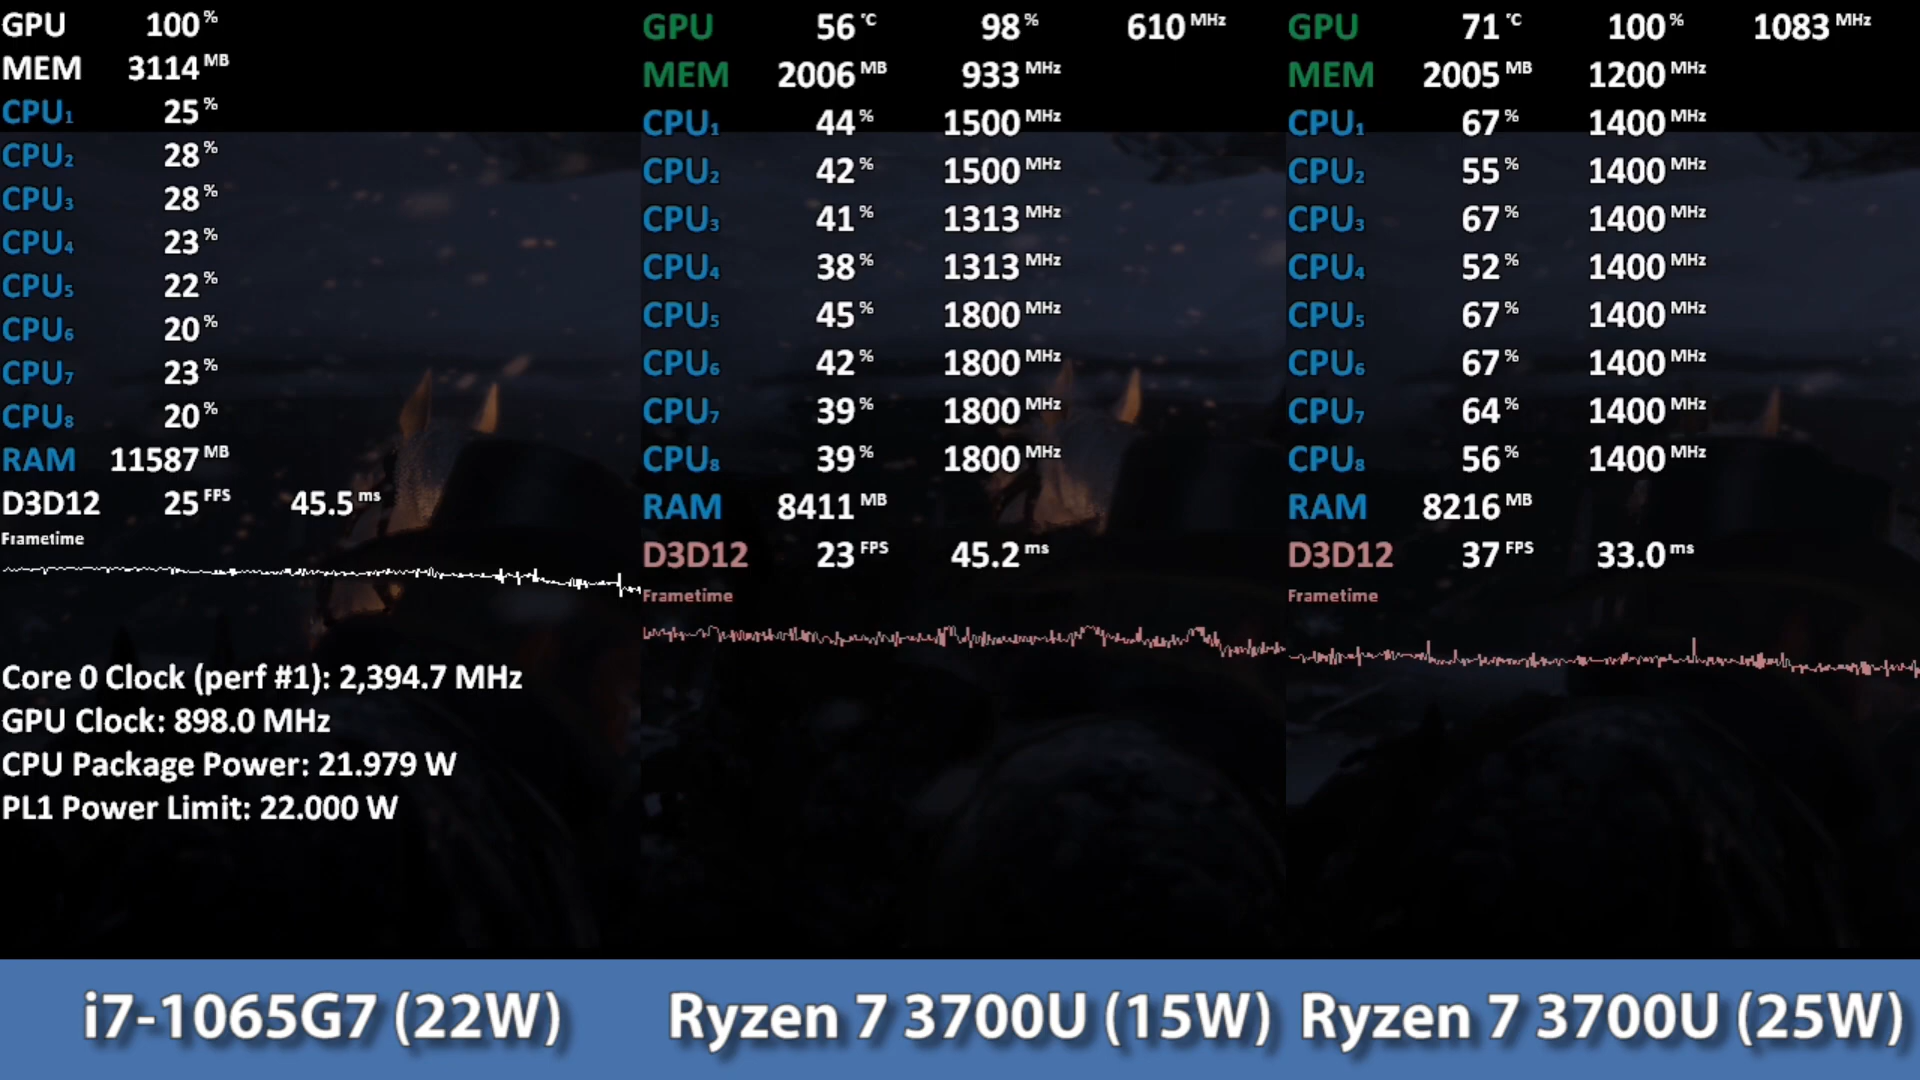 GPU 100 %
MEM 3114 MB
CPU1 25 %
CPU2 28 %
CPU3 28 %
CPU4 23 %
CPU5 22 %
CPU6 20 %
CPU7 23 %
CPU8 20 %
RAM 11587 MB
D3D12 25 FPS 45.5 ms
Frametime
Core 0 Clock (perf #1): 2,394.7 MHz
GPU Clock: 898.0 MHz
CPU Package Power: 21.979 W
PL1 Power Limit: 22.000 W
GPU 56 °C 98 % 610 MHz
MEM 2006 MB 933 MHz
CPU1 44 % 1500 MHz
CPU2 42 % 1500 MHz
CPU3 41 % 1313 MHz
CPU4 38 % 1313 MHz
CPU5 45 % 1800 MHz
CPU6 42 % 1800 MHz
CPU7 39 % 1800 MHz
CPU8 39 % 1800 MHz
RAM 8411 MB
D3D12 23 FPS 45.2 ms
Frametime
GPU 71 °C 100 % 1083 MHz
MEM 2005 MB 1200 MHz
CPU1 67 % 1400 MHz
CPU2 55 % 1400 MHz
CPU3 67 % 1400 MHz
CPU4 52 % 1400 MHz
CPU5 67 % 1400 MHz
CPU6 67 % 1400 MHz
CPU7 64 % 1400 MHz
CPU8 56 % 1400 MHz
RAM 8216 MB
D3D12 37 FPS 33.0 ms
Frametime
i7-1065G7 (22W)
Ryzen 7 3700U (15W)
Ryzen 7 3700U (25W)